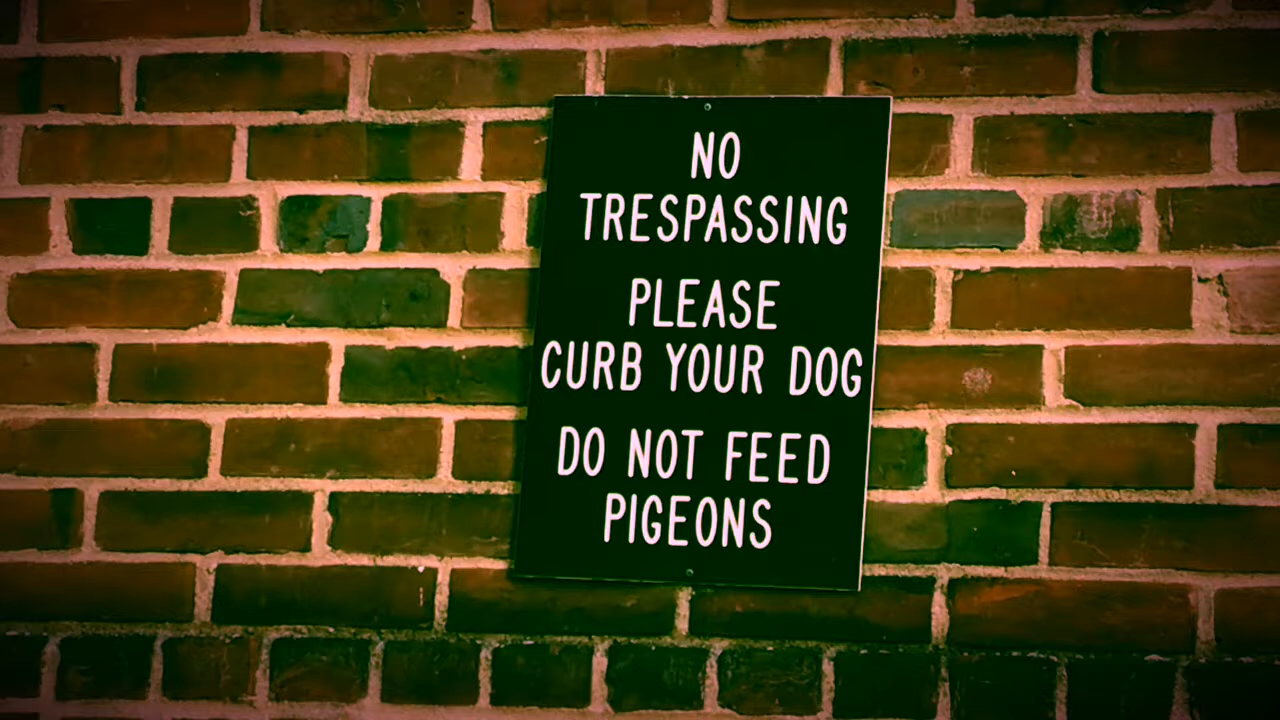 NO
TRESPASSING
PLEASE
CURB YOUR DOG
DO NOT FEED
PIGEONS